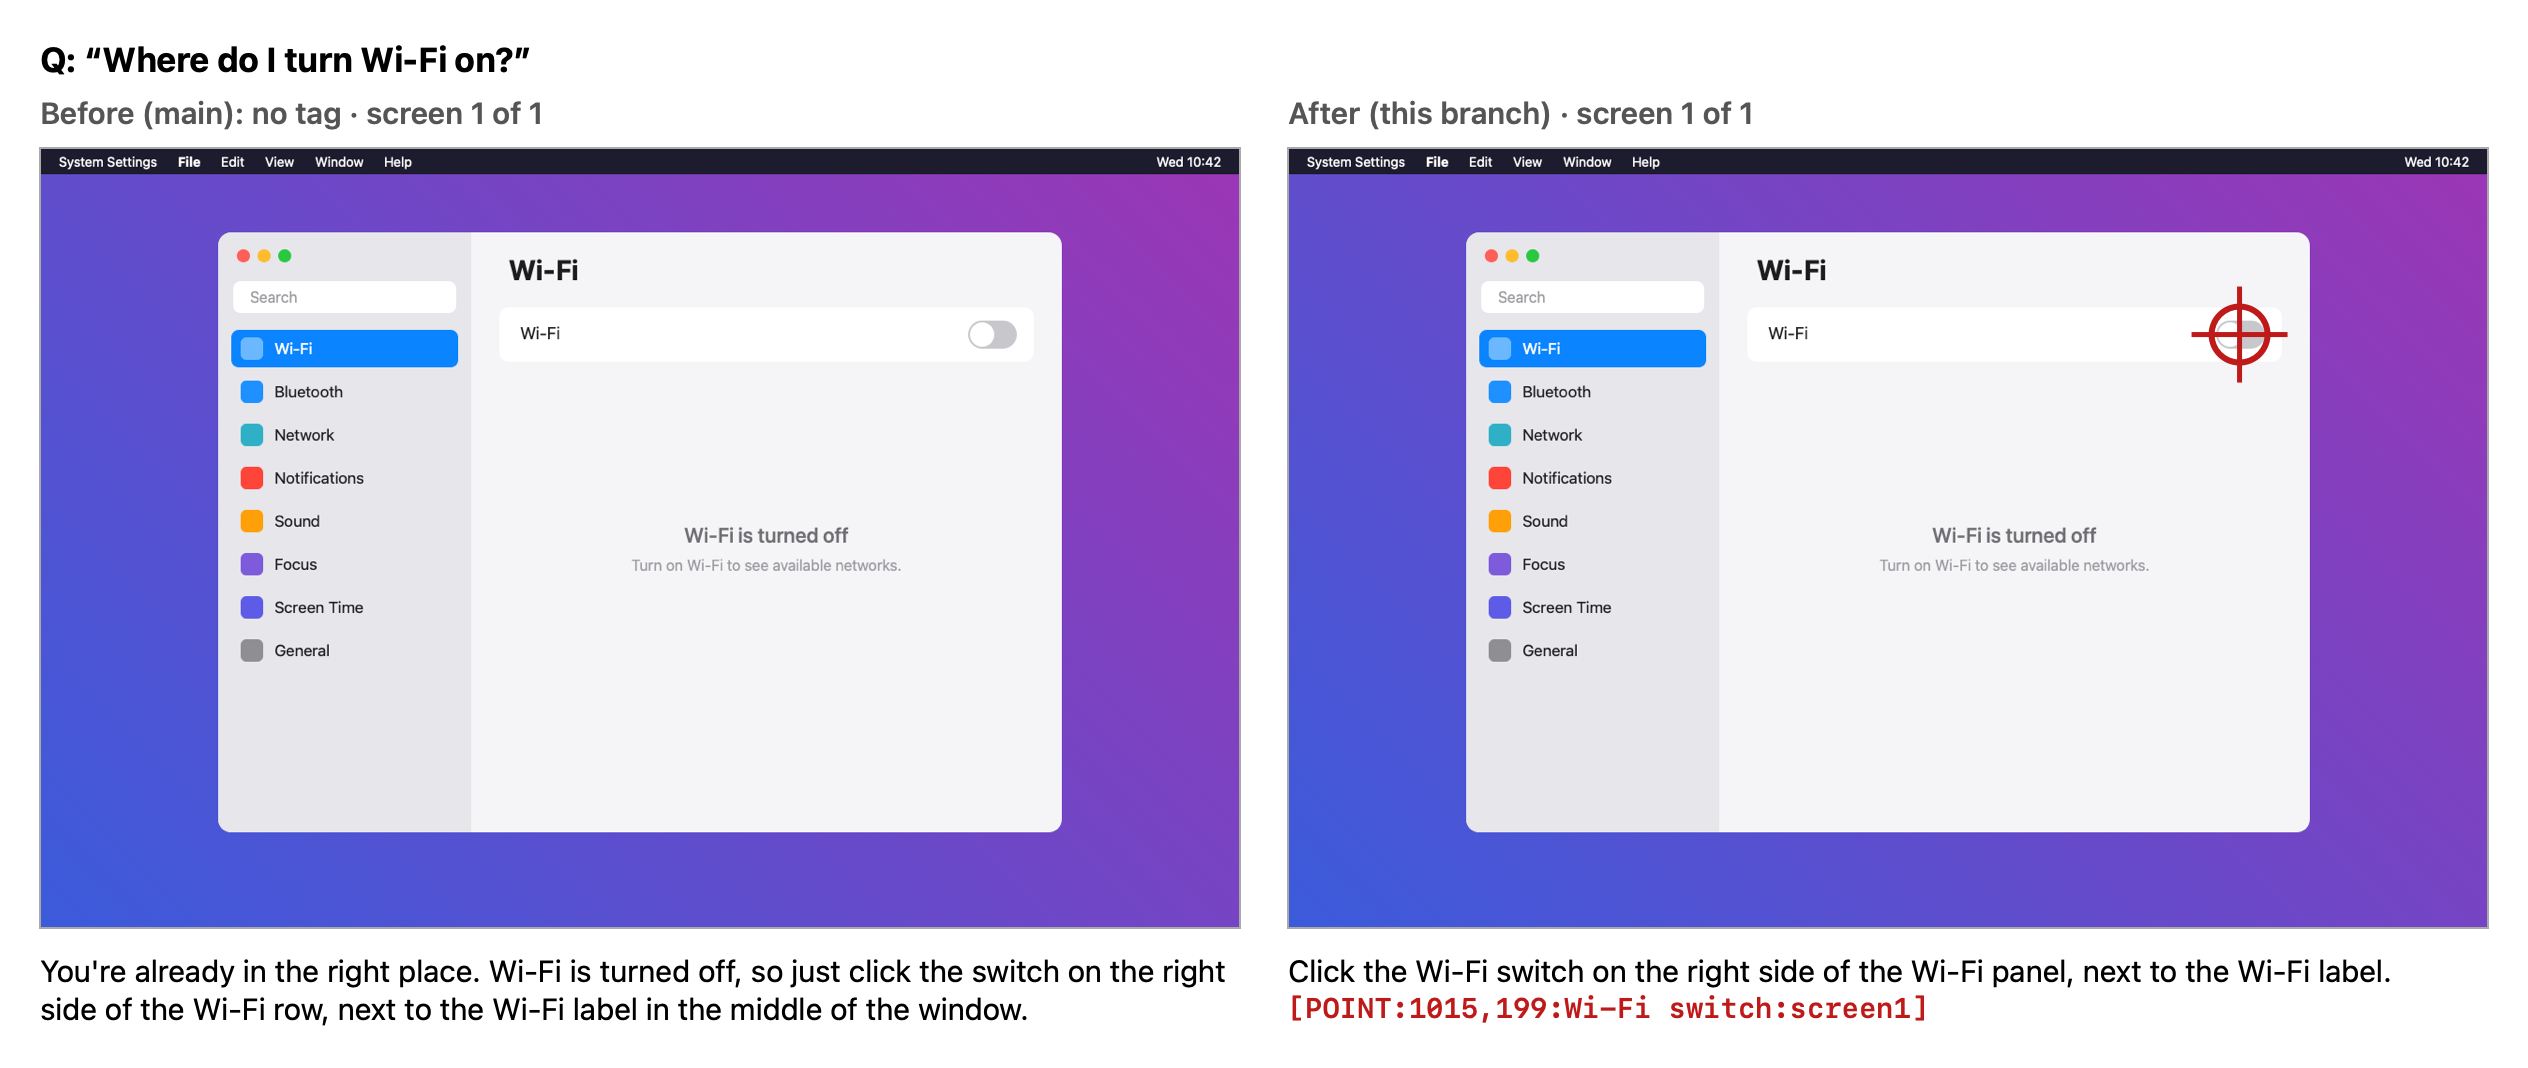 Q: “Where do I turn Wi-Fi on?”
Before (main): no tag · screen 1 of 1
System Settings File Edit View Window Help Wed 10:42
Wi-Fi
Search
Wi-Fi
Wi-Fi
Bluetooth
Network
Notifications
Sound
Wi-Fi is turned off
Turn on Wi-Fi to see available networks.
Focus
Screen Time
General
You're already in the right place. Wi-Fi is turned off, so just click the switch on the right
side of the Wi-Fi row, next to the Wi-Fi label in the middle of the window.
After (this branch) · screen 1 of 1
System Settings File Edit View Window Help Wed 10:42
Wi-Fi
Search
Wi-Fi
Wi-Fi
Bluetooth
Network
Notifications
Sound
Wi-Fi is turned off
Turn on Wi-Fi to see available networks.
Focus
Screen Time
General
Click the Wi-Fi switch on the right side of the Wi-Fi panel, next to the Wi-Fi label.
[POINT:1015,199:Wi-Fi switch:screen1]